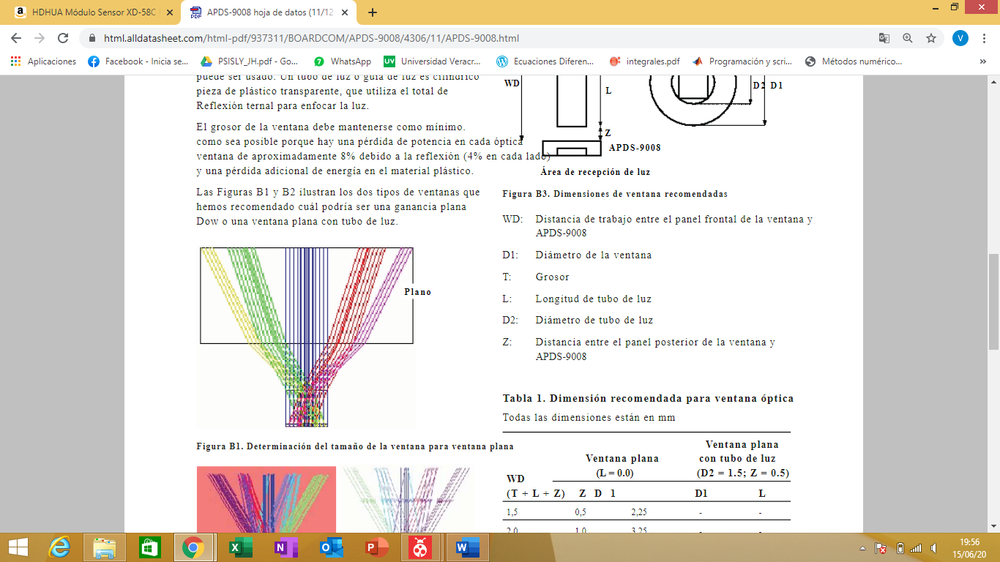 HDHUA Módulo Sensor XD-58C
APDS-9008 hoja de datos (11/12
html.alldatasheet.com/html-pdf/937311/BOARDCOM/APDS-9008/4306/11/APDS-9008.html
V
Aplicaciones
Facebook - Inicia se...
PSISLY_JH.pdf - Go...
WhatsApp
Universidad Veracr...
Ecuaciones Diferen...
integrales.pdf
Programación y scri...
Métodos numérico...
puede ser usado. Un tubo de luz o guía de luz es cilíndrico
pieza de plástico transparente, que utiliza el total de
Reflexión ternal para enfocar la luz.
El grosor de la ventana debe mantenerse como mínimo.
como sea posible porque hay una pérdida de potencia en cada óptica
ventana de aproximadamente 8% debido a la reflexión (4% en cada lado)
y una pérdida adicional de energía en el material plástico.
Las Figuras B1 y B2 ilustran los dos tipos de ventanas que
hemos recomendado cuál podría ser una ganancia plana
Dow o una ventana plana con tubo de luz.
Plano
Figura B1. Determinación del tamaño de la ventana para ventana plana
WD
L
D2 D1
Z
APDS-9008
Área de recepción de luz
Figura B3. Dimensiones de ventana recomendadas
WD: Distancia de trabajo entre el panel frontal de la ventana y
APDS-9008
D1: Diámetro de la ventana
T: Grosor
L: Longitud de tubo de luz
D2: Diámetro de tubo de luz
Z: Distancia entre el panel posterior de la ventana y
APDS-9008
Tabla 1. Dimensión recomendada para ventana óptica
Todas las dimensiones están en mm
Ventana plana
Ventana plana con tubo de luz
WD (L = 0.0) (D2 = 1.5; Z = 0.5)
(T + L + Z) Z D 1 D1 L
1,5 0,5 2,25 - -
2,0 1,0 3,25 - -
19:56
15/06/20